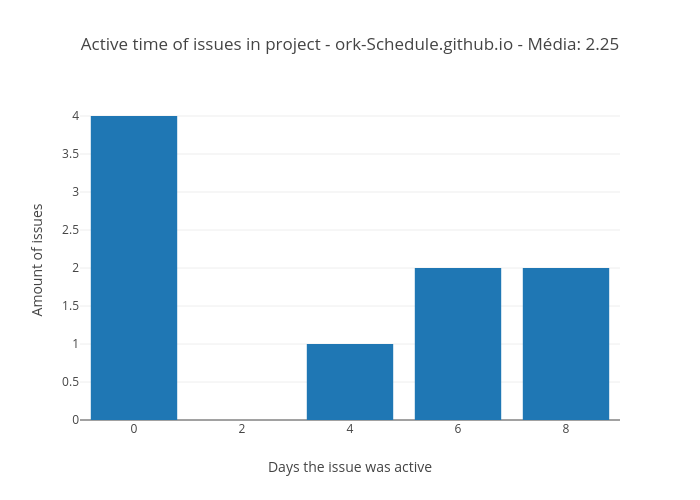 Active time of issues in project - ork-Schedule.github.io - Média: 2.25
4
3.5
3
2.5
2
1.5
1
0.5
0
Amount of issues
0 2 4 6 8
Days the issue was active